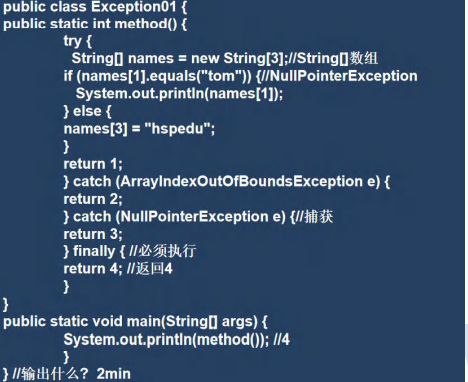 public class Exception01 {
public static int method() {
try {
String[] names = new String[3];//String[]数组
if (names[1].equals("tom")) {//NullPointerException
System.out.println(names[1]);
} else {
names[3] = "hspedu";
}
return 1;
} catch (ArrayIndexOutOfBoundsException e) {
return 2;
} catch (NullPointerException e) {//捕获
return 3;
} finally { //必须执行
return 4; //返回4
}
}
public static void main(String[] args) {
System.out.println(method()); //4
}
} //输出什么? 2min